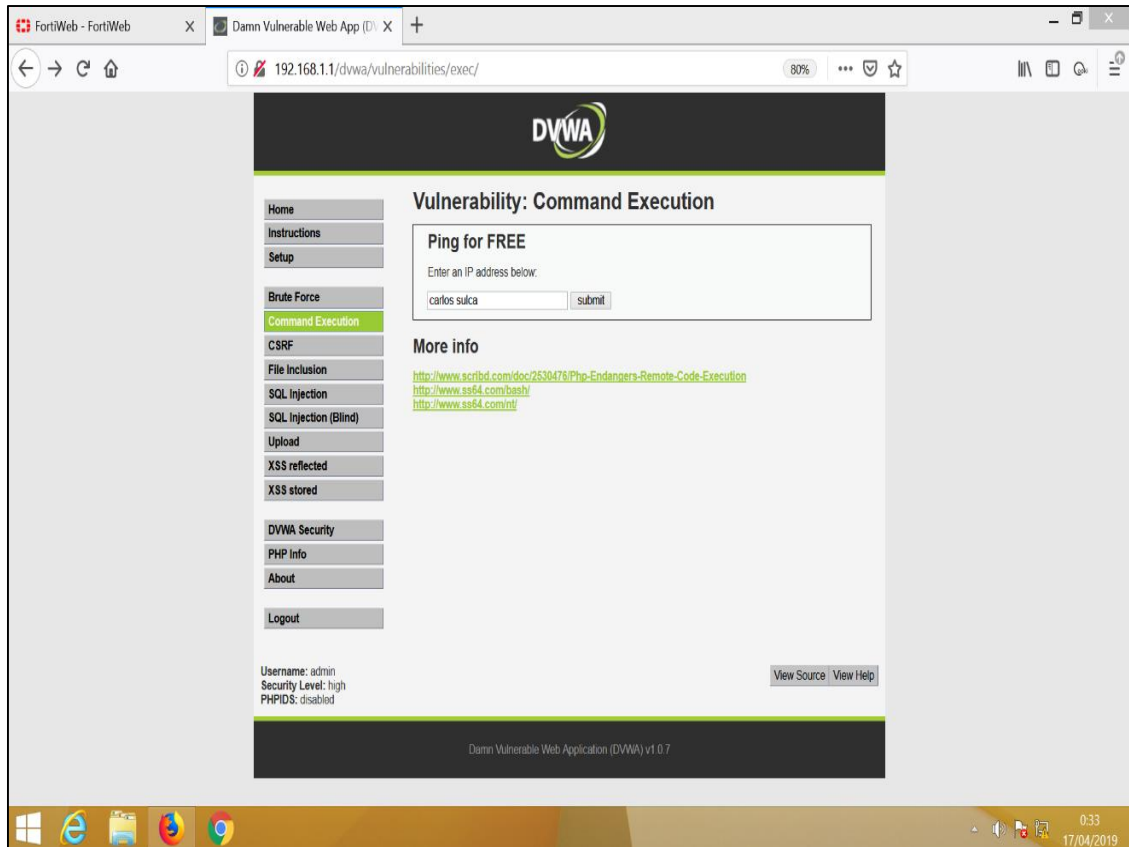 FortiWeb - FortiWeb X Damn Vulnerable Web App (DV X
192.168.1.1/dvwa/vulnerabilities/exec/ 80%
DVWA
Home
Instructions
Setup
Brute Force
Command Execution
CSRF
File Inclusion
SQL Injection
SQL Injection (Blind)
Upload
XSS reflected
XSS stored
DVWA Security
PHP Info
About
Logout
Vulnerability: Command Execution
Ping for FREE
Enter an IP address below:
carlos sulca submit
More info
http://www.scribd.com/doc/2530476/Php-Endangers-Remote-Code-Execution
http://www.ss64.com/bash/
http://www.ss64.com/nt/
Username: admin
Security Level: high
PHPIDS: disabled
View Source View Help
Damn Vulnerable Web Application (DVWA) v1.0.7
0:33
17/04/2019